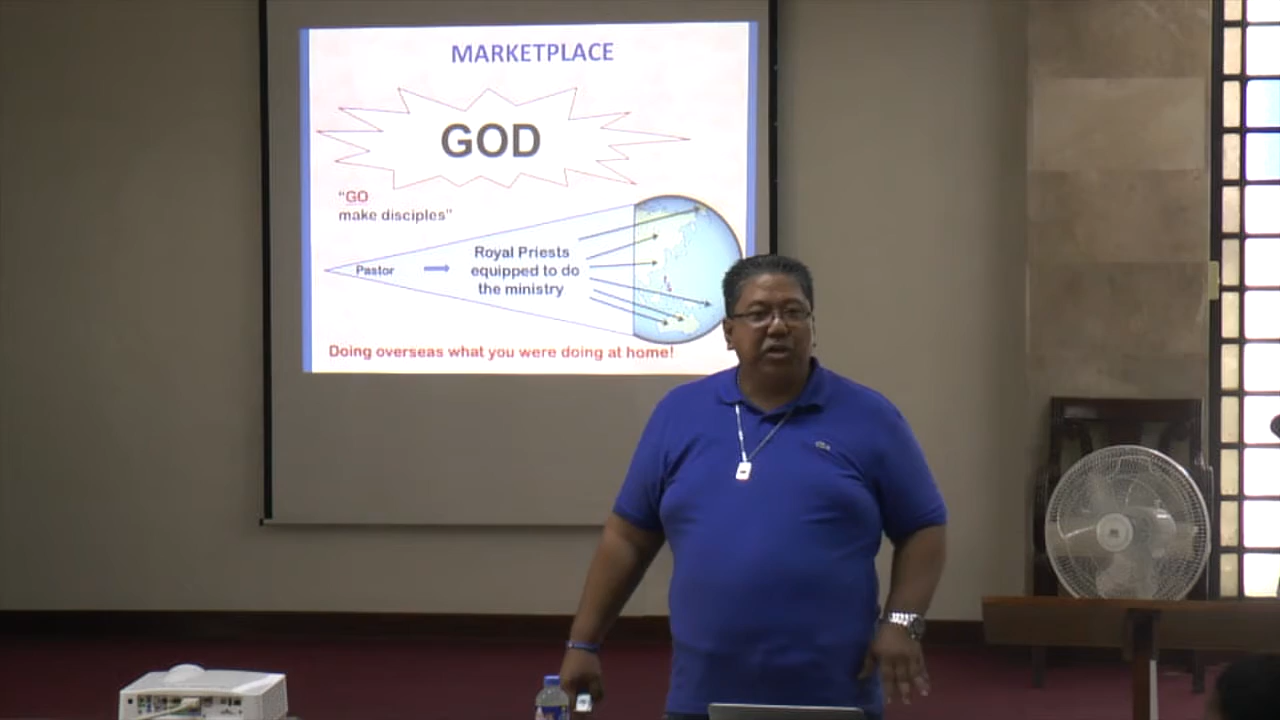 MARKETPLACE
GOD
"GO
make disciples"
Royal Priests
Pastor
equipped to do
the ministry
Doing overseas what you were doing at home!